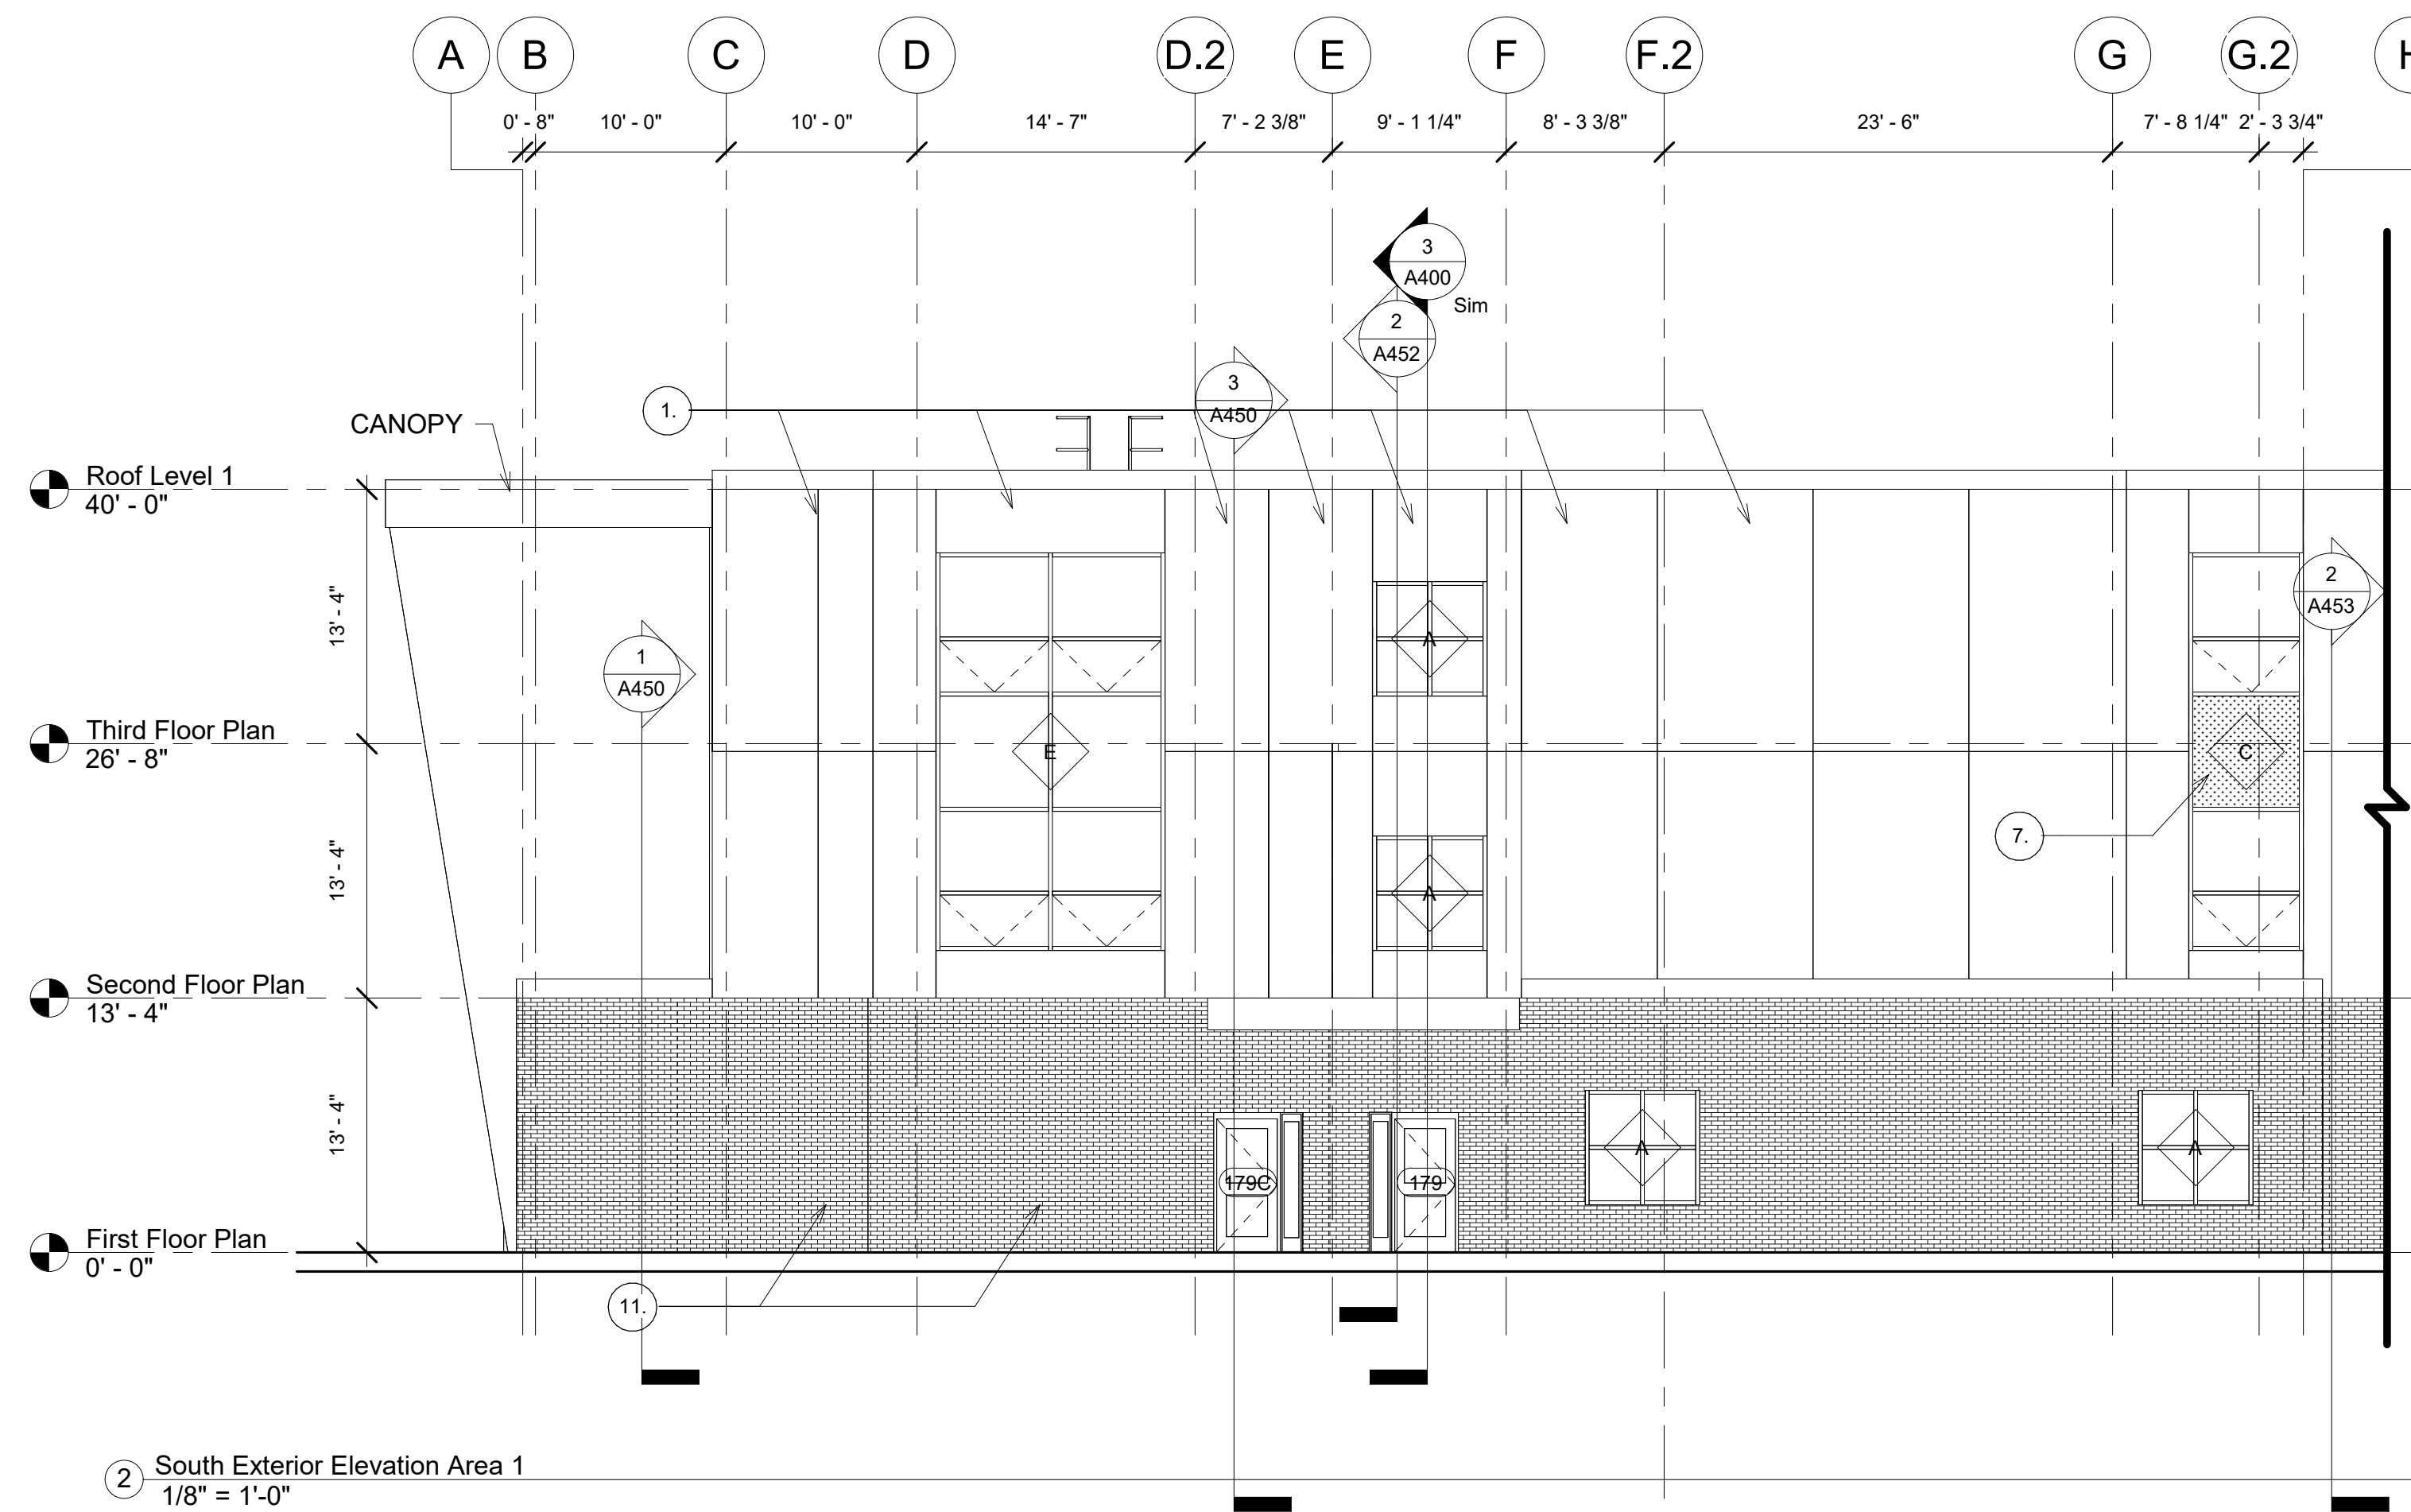 A
B
C
D
D.2
E
F
F.2
G
G.2
0' - 8"
10' - 0"
10' - 0"
14' - 7"
7' - 2 3/8"
9' - 1 1/4"
8' - 3 3/8"
23' - 6"
7' - 8 1/4"
2' - 3 3/4"
3
A400
Sim
2
A452
3
A450
1.
CANOPY
Roof Level 1
40' - 0"
13' - 4"
2
A453
A
1
A450
Third Floor Plan
26' - 8"
E
C
7.
13' - 4"
A
Second Floor Plan
13' - 4"
13' - 4"
A
A
179C
179
First Floor Plan
0' - 0"
11.
2
South Exterior Elevation Area 1
1/8" = 1'-0"